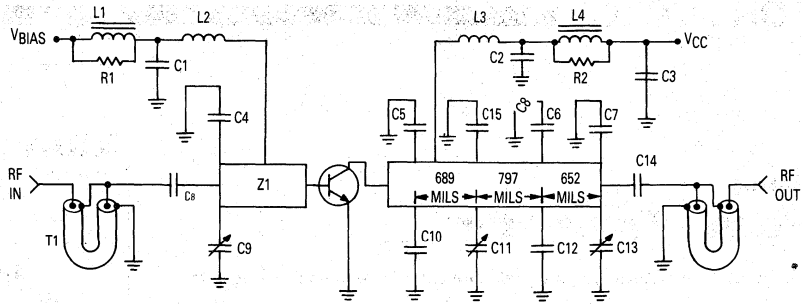 L1
L2
L3
L4
VBIAS
VCC
R1
C1
C2
R2
C3
C4
C5
C15
C8
C6
C7
RF
IN
C8
Z1
689
797
652
MILS
MILS
MILS
C14
RF
OUT
T1
C9
C10
C11
C12
C13